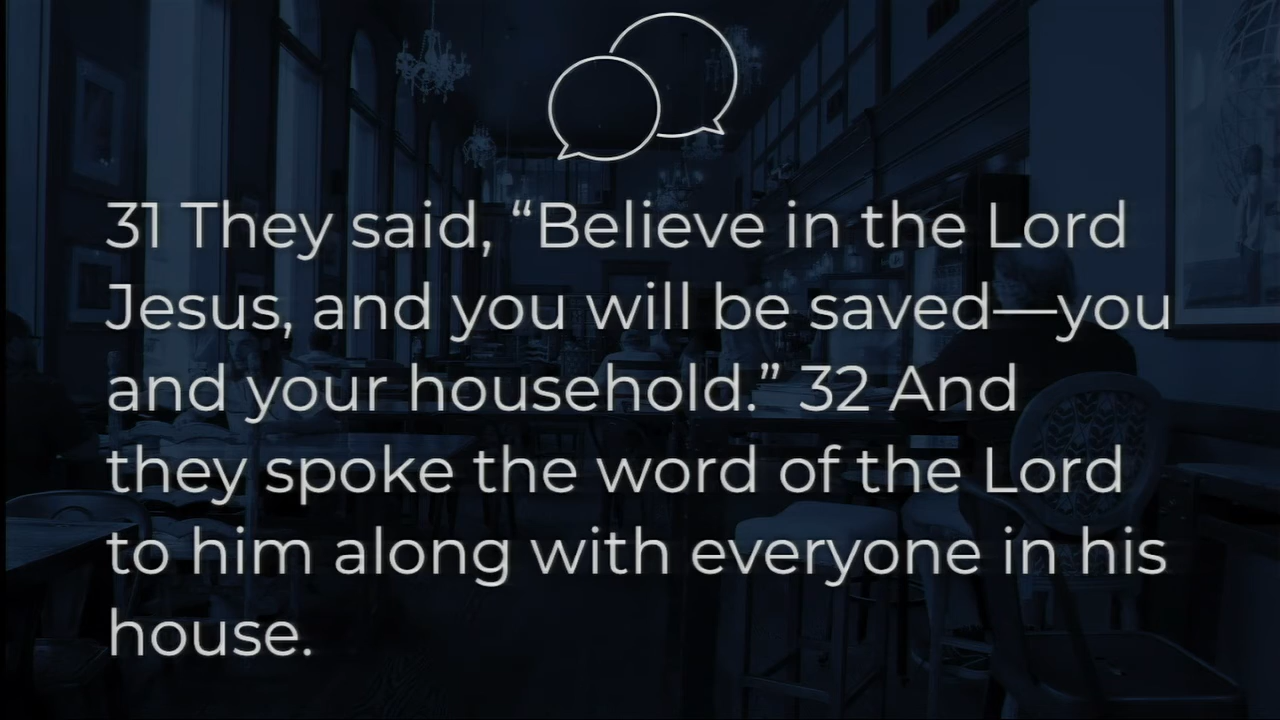 31 They said, “Believe in the Lord
Jesus, and you will be saved—you
and your household.” 32 And
they spoke the word of the Lord
to him along with everyone in his
house.